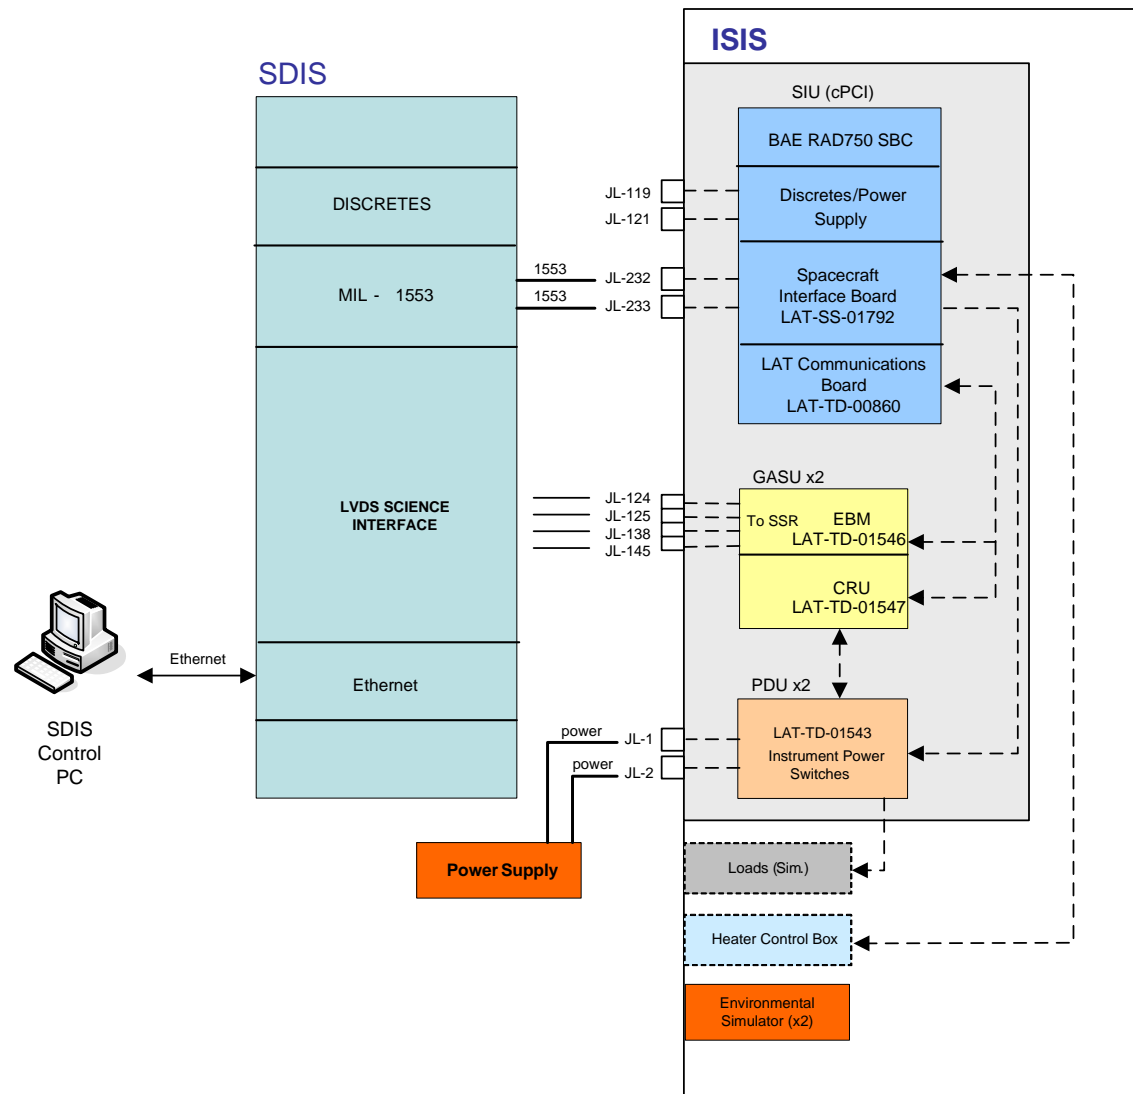 ISIS
SDIS
SIU (cPCI)
BAE RAD750 SBC
DISCRETES
JL-119
JL-121
Discretes/Power
Supply
MIL - 1553
1553
1553
JL-232
JL-233
Spacecraft
Interface Board
LAT-SS-01792
LAT Communications
Board
LAT-TD-00860
GASU x2
LVDS SCIENCE
INTERFACE
JL-124
JL-125
JL-138
JL-145
To SSR
EBM
LAT-TD-01546
CRU
LAT-TD-01547
Ethernet
Ethernet
SDIS
Control
PC
PDU x2
power
JL-1
power
JL-2
LAT-TD-01543
Instrument Power
Switches
Power Supply
Loads (Sim.)
Heater Control Box
Environmental
Simulator (x2)